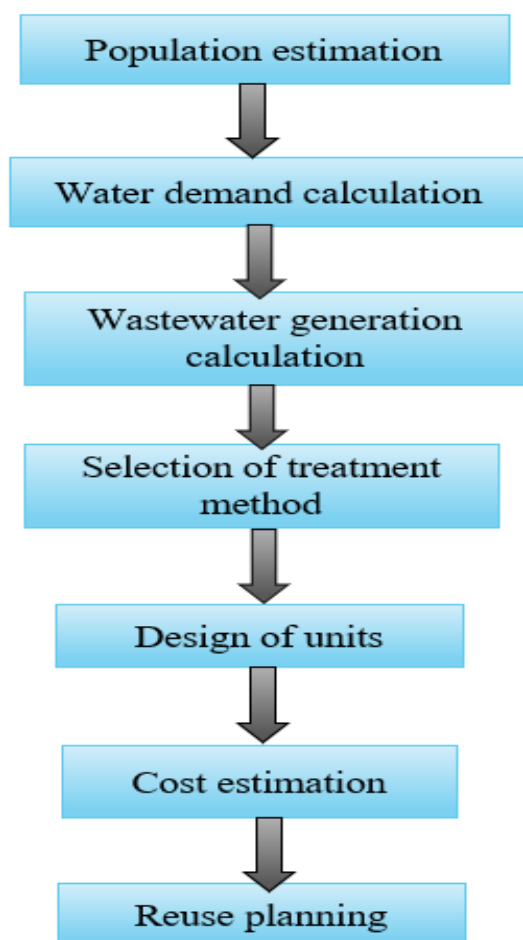 Population estimation
Water demand calculation
Wastewater generation
calculation
Selection of treatment
method
Design of units
Cost estimation
Reuse planning